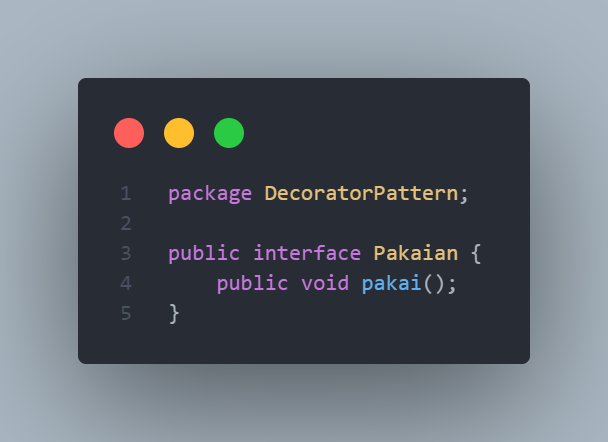 1 package DecoratorPattern;
2
3 public interface Pakaian {
4     public void pakai();
5 }